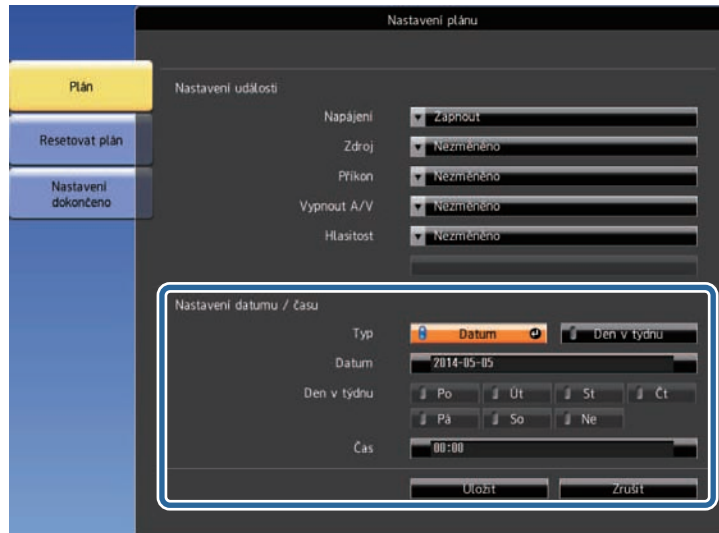 Nastavení plánu
Plán
Resetovat plán
Nastavení
dokončeno
Nastavení události
Napájení Zapnout
Zdroj Nezměněno
Příkon Nezměněno
Vypnout A/V Nezměněno
Hlasitost Nezměněno
Nastavení datumu / času
Typ Datum Den v týdnu
Datum 2014-05-05
Den v týdnu Po Út St Čt
Pá So Ne
Čas 00:00
Uložit Zrušit